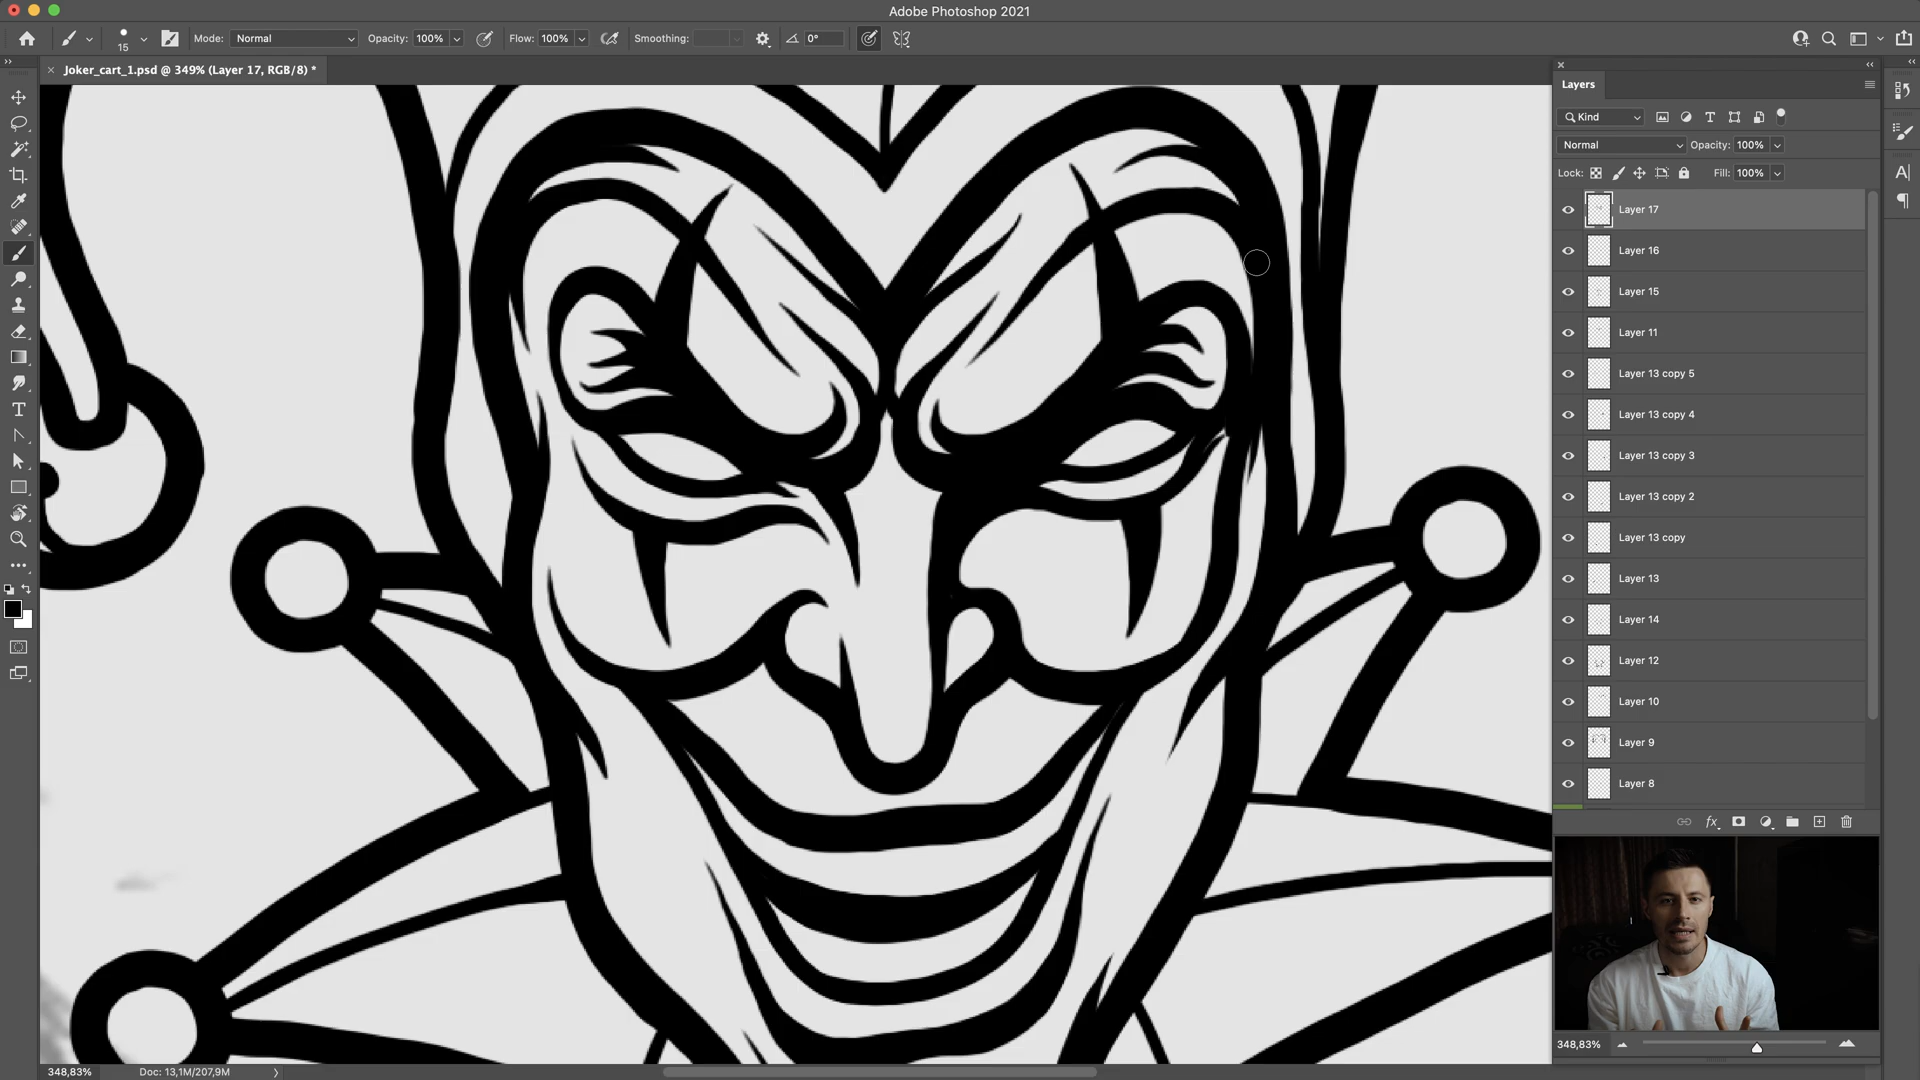 Adobe Photoshop 2021
15
Mode: Normal
Opacity: 100%
Flow: 100%
Smoothing:
0°
Joker_cart_1.psd @ 349% (Layer 17, RGB/8) *
Layers
Kind
Normal
Opacity: 100%
Lock:
Fill: 100%
Layer 17
Layer 16
Layer 15
Layer 11
Layer 13 copy 5
Layer 13 copy 4
Layer 13 copy 3
Layer 13 copy 2
Layer 13 copy
Layer 13
Layer 14
Layer 12
Layer 10
Layer 9
Layer 8
fx
348,83%
348,83%
Doc: 13,1M/207,9M